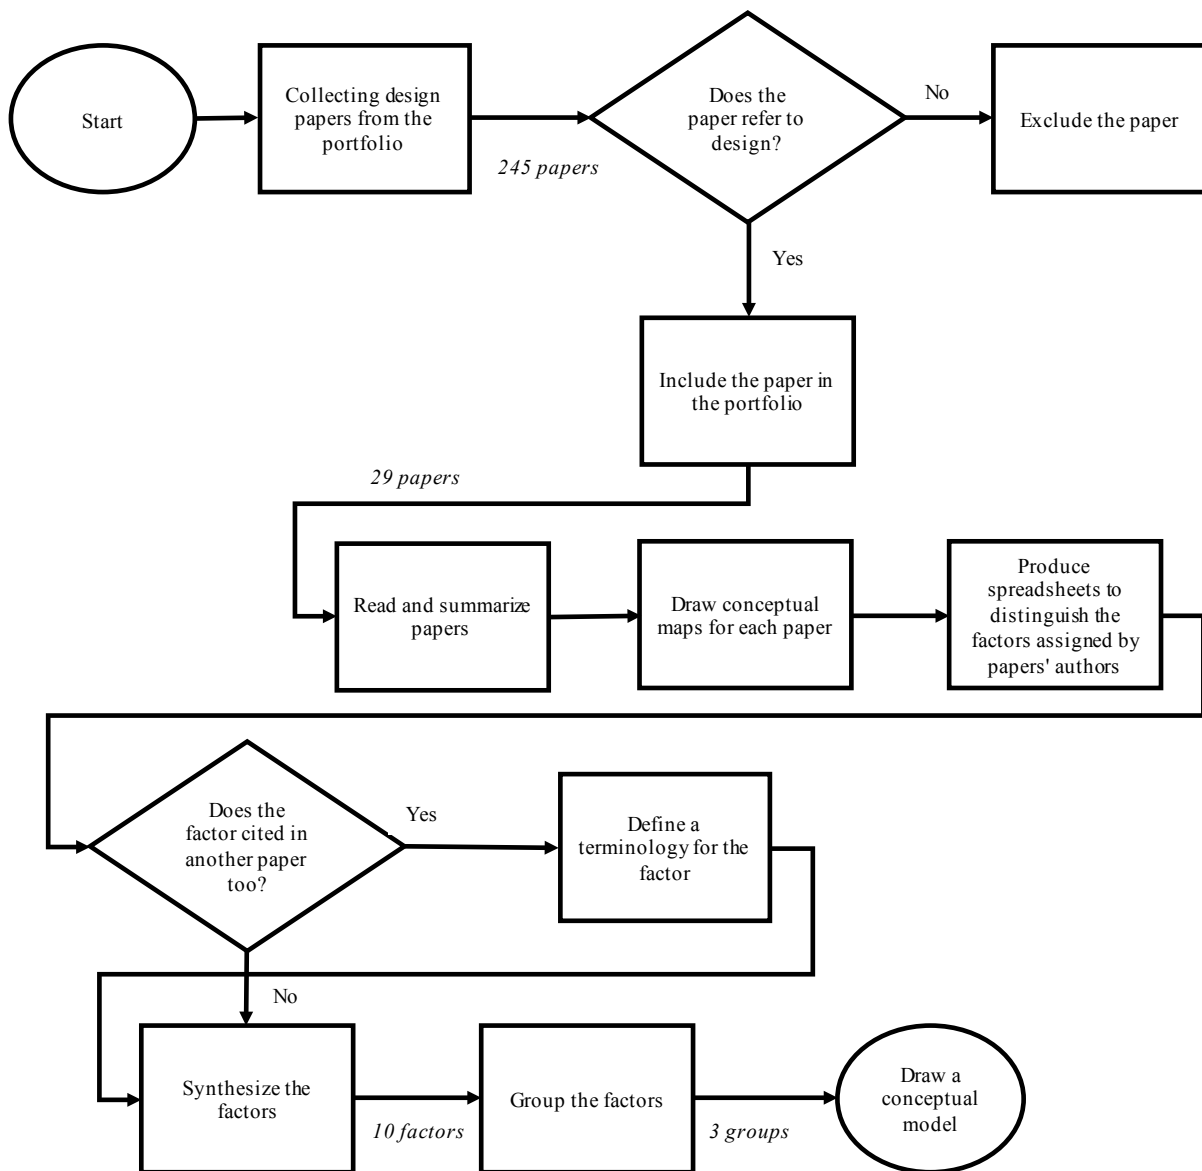 Start
Collecting design
papers from the
portfolio
245 papers
Does the
paper refer to
design?
No
Exclude the paper
Yes
Include the paper in
the portfolio
29 papers
Read and summarize
papers
Draw conceptual
maps for each paper
Produce
spreadsheets to
distinguish the
factors assigned by
papers' authors
Does the
factor cited in
another paper
too?
Yes
Define a
terminology for the
factor
No
Synthesize the
factors
10 factors
Group the factors
3 groups
Draw a
conceptual
model